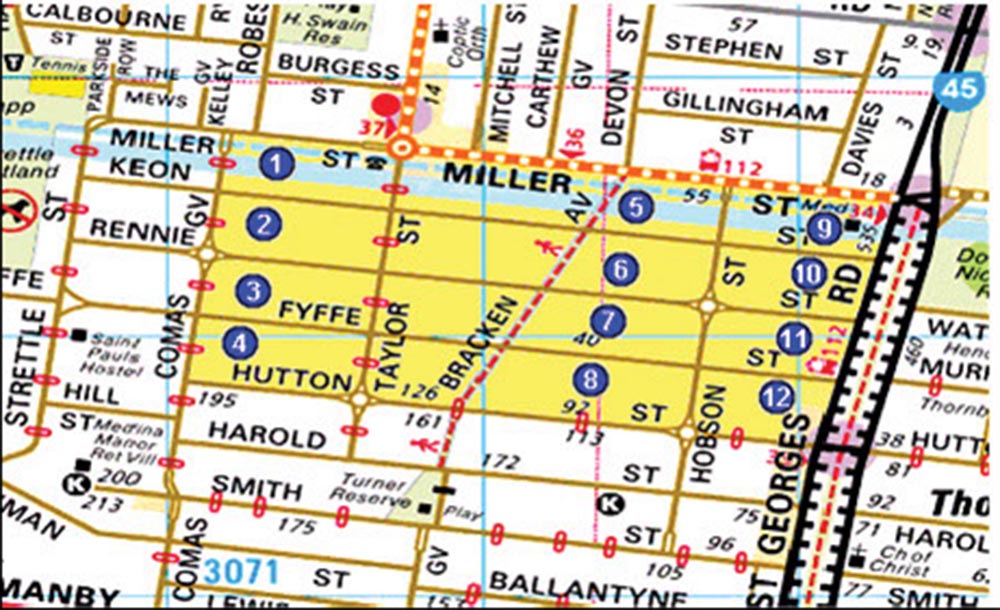 CALBOURNE
ST
ROBES
H. Swain
Res
Coptic
Orth
MITCHELL
ST
CARTHEW
GV
DEVON
ST
57
STEPHEN ST
9.
19.
ST
Tennis
PARKSIDE
ROW
THE
MEWS
GV
KELLEY
BURGESS
ST
14
37
36
GILLINGHAM
ST
DAVIES
3
45
112
18
MILLER
KEON
ST
1
MILLER
55
ST
Med
34
ST
GV
RENNIE
2
ST
AV
5
ST
9
535
6
ST
10
ST
RD
3
FYFFE
7
40
11
ST
112
WAT
MURR
460
STRETTLE
Saint
Pauls
Hostel
COMAS
4
HUTTON
TAYLOR
BRACKEN
126
8
92
ST
12
Thornb
HILL
ST
195
161
113
HOBSON
GEORGES
38
HUTT
81
Medina
Manor
Ret Vill
HAROLD
172
ST
K
200
213
SMITH
Turner
Reserve
Play
K
92
Tho
175
ST
75
96
71
HAROL
Ch of
Christ
MAN
COMAS
3071
ST
GV
105
BALLANTYNE
ST
77
SMITH
MANBY
LEWIS
153